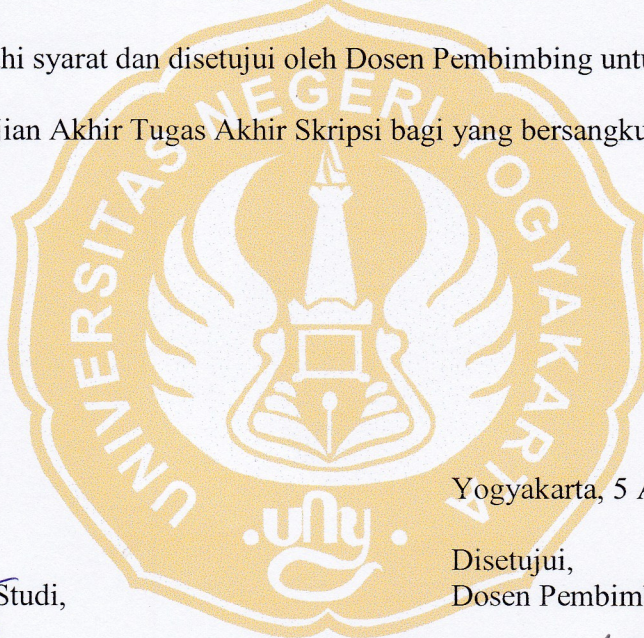 hi syarat dan disetujui oleh Dosen Pembimbing untu
jian Akhir Tugas Akhir Skripsi bagi yang bersangku
UNIVERSITAS NEGERI YOGYAKARTA
uny
Yogyakarta, 5 A
Disetujui,
Studi,
Dosen Pembim